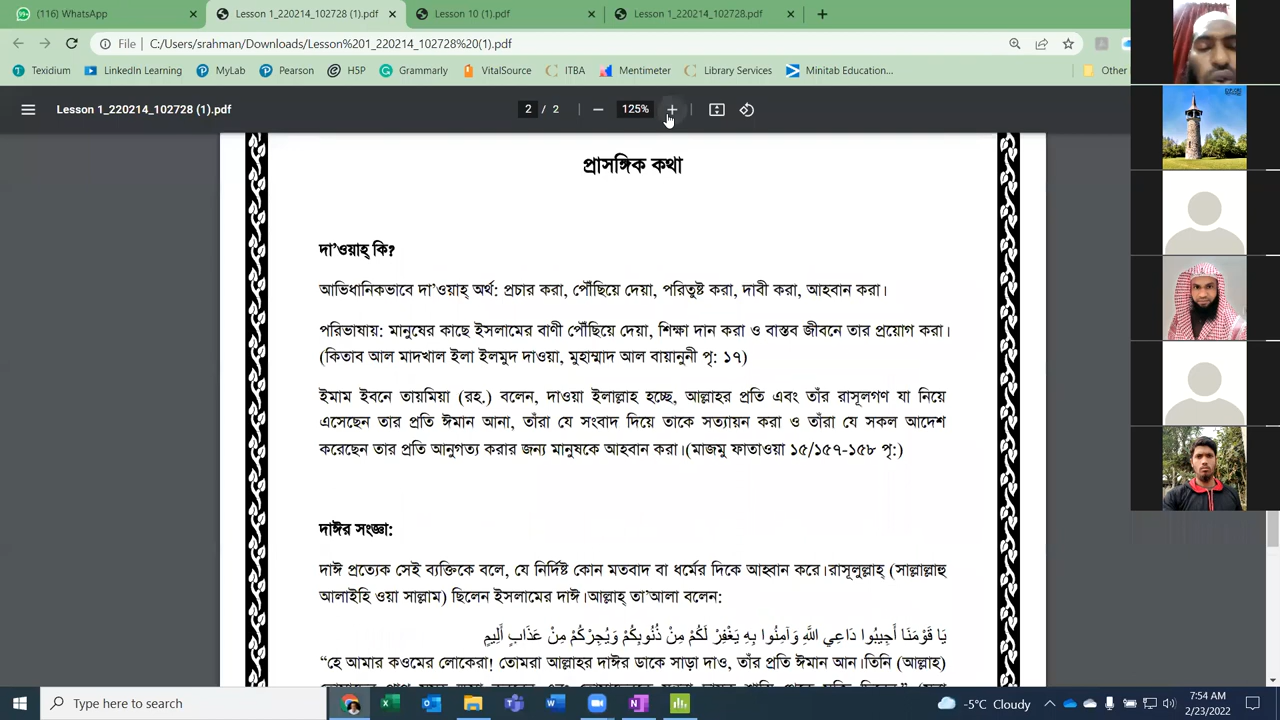 (116) WhatsApp
Lesson 1_220214_102728 (1).pdf
Lesson 10 (1).pdf
Lesson 1_220214_102728.pdf
File
C:/Users/srahman/Downloads/Lesson%201_220214_102728%20(1).pdf
Texidium
LinkedIn Learning
MyLab
Pearson
H5P
Grammarly
VitalSource
ITBA
Mentimeter
Library Services
Minitab Education...
Other
Lesson 1_220214_102728 (1).pdf
2 / 2
125%
প্রাসঙ্গিক কথা
দা'ওয়াহ্ কি?
আভিধানিকভাবে দা'ওয়াহ্ অর্থ: প্রচার করা, পৌঁছিয়ে দেয়া, পরিতুষ্ট করা, দাবী করা, আহবান করা।
পরিভাষায়: মানুষের কাছে ইসলামের বাণী পৌঁছিয়ে দেয়া, শিক্ষা দান করা ও বাস্তব জীবনে তার প্রয়োগ করা।
(কিতাব আল মাদখাল ইলা ইলমুদ দাওয়া, মুহাম্মাদ আল বায়ানুনী পৃ: ১৭)
ইমাম ইবনে তায়মিয়া (রহ.) বলেন, দাওয়া ইলাল্লাহ হচ্ছে, আল্লাহর প্রতি এবং তাঁর রাসূলগণ যা নিয়ে
এসেছেন তার প্রতি ঈমান আনা, তাঁরা যে সংবাদ দিয়ে তাকে সত্যায়ন করা ও তাঁরা যে সকল আদেশ
করেছেন তার প্রতি আনুগত্য করার জন্য মানুষকে আহবান করা।(মাজমু ফাতাওয়া ১৫/১৫৭-১৫৮ পৃ:)
দাঈর সংজ্ঞা:
দাঈ প্রত্যেক সেই ব্যক্তিকে বলে, যে নির্দিষ্ট কোন মতবাদ বা ধর্মের দিকে আহ্বান করে।রাসূলুল্লাহ্ (সাল্লাল্লাহু
আলাইহি ওয়া সাল্লাম) ছিলেন ইসলামের দাঈ।আল্লাহ্ তা'আলা বলেন:
يَا قَوْمَنَا أَجِيبُوا دَاعِي اللَّهِ وَآمِنُوا بِهِ يَغْفِرْ لَكُمْ مِنْ ذُنُوبِكُمْ وَيُجِرْكُمْ مِنْ عَذَابٍ أَلِيمٍ
“হে আমার কওমের লোকেরা! তোমরা আল্লাহর দাঈর ডাকে সাড়া দাও, তাঁর প্রতি ঈমান আন।তিনি (আল্লাহ)
Type here to search
-5°C Cloudy
7:54 AM
2/23/2022